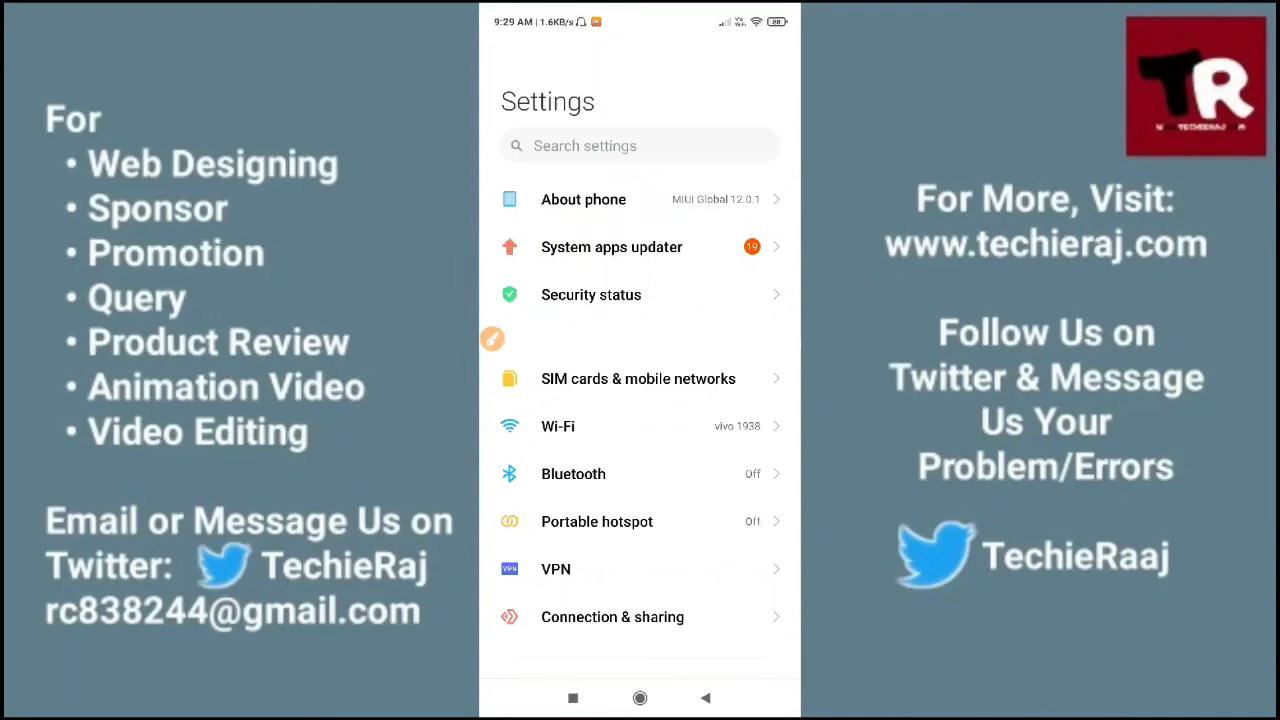 For
• Web Designing
• Sponsor
• Promotion
• Query
• Product Review
• Animation Video
• Video Editing
Email or Message Us on
Twitter: TechieRaj
rc838244@gmail.com
9:29 AM | 1.6KB/s
28
Settings
Search settings
About phone MIUI Global 12.0.1
System apps updater 19
Security status
SIM cards & mobile networks
Wi-Fi vivo 1938
Bluetooth Off
Portable hotspot Off
VPN VPN
Connection & sharing
TR
For More, Visit:
www.techieraj.com
Follow Us on
Twitter & Message
Us Your
Problem/Errors
TechieRaaj